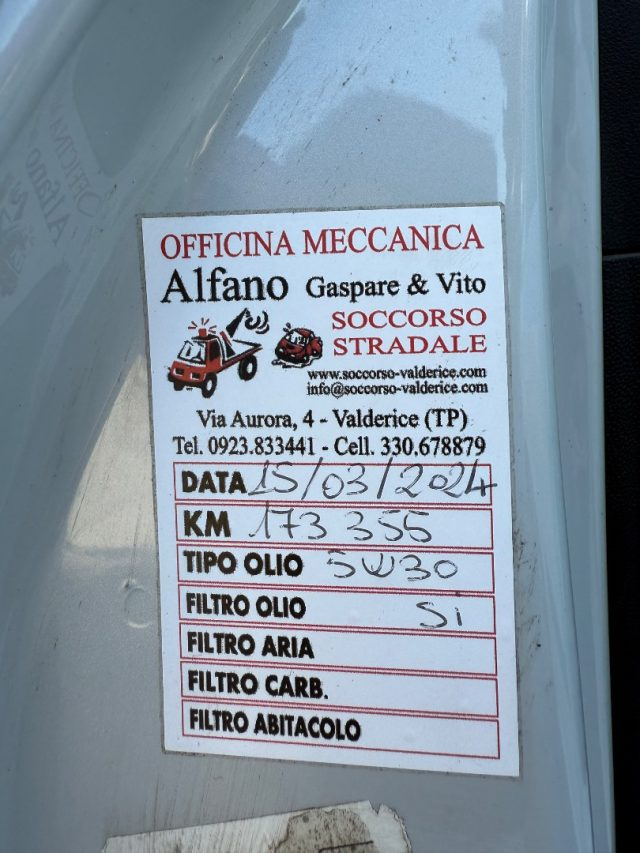 OFFICINA MECCANICA
Alfano Gaspare & Vito
SOCCORSO
STRADALE
www.soccorso-valderice.com
info@soccorso-valderice.com
Via Aurora, 4 - Valderice (TP)
Tel. 0923.833441 - Cell. 330.678879
DATA 15/03/2024
KM 173 355
TIPO OLIO 5W30
FILTRO OLIO Si
FILTRO ARIA
FILTRO CARB.
FILTRO ABITACOLO